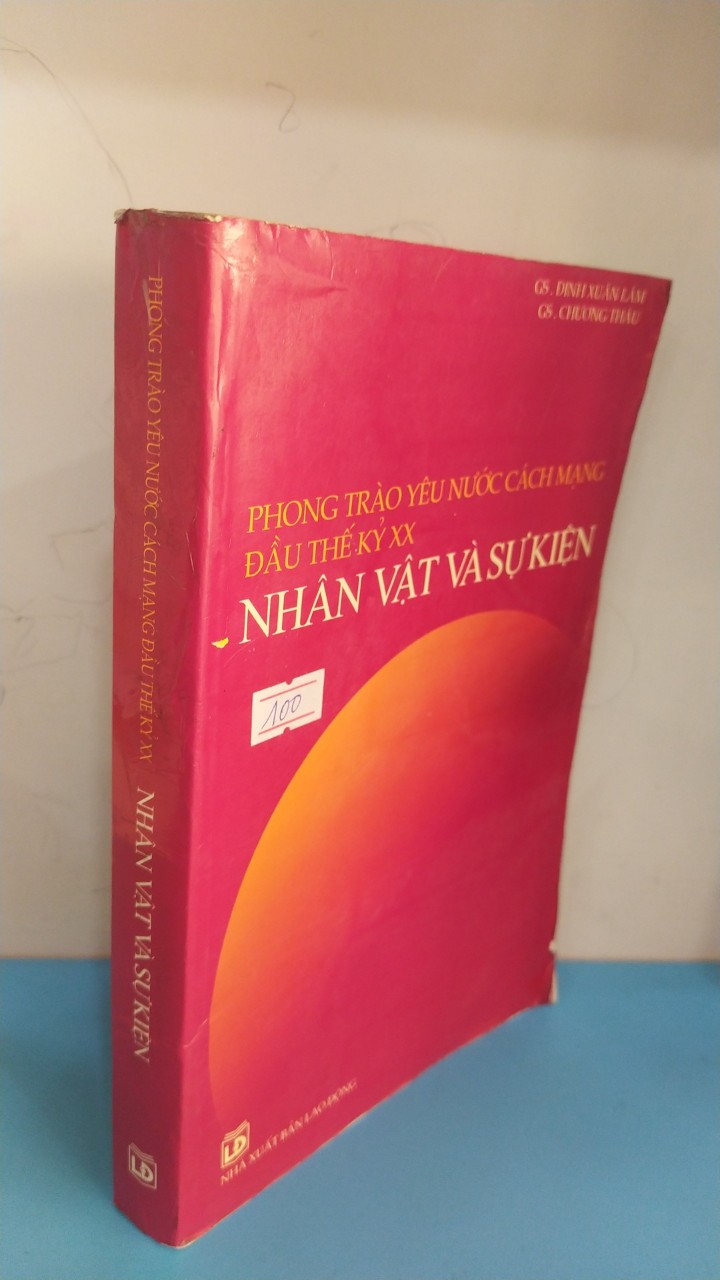 GS. ĐINH XUÂN LÂM
GS. CHƯƠNG THÂU
PHONG TRÀO YÊU NƯỚC CÁCH MẠNG
ĐẦU THẾ KỶ XX
NHÂN VẬT VÀ SỰ KIỆN
100
LĐ
NHÀ XUẤT BẢN LAO ĐỘNG
PHONG TRÀO YÊU NƯỚC CÁCH MẠNG ĐẦU THẾ KỶ XX NHÂN VẬT VÀ SỰ KIỆN
LĐ